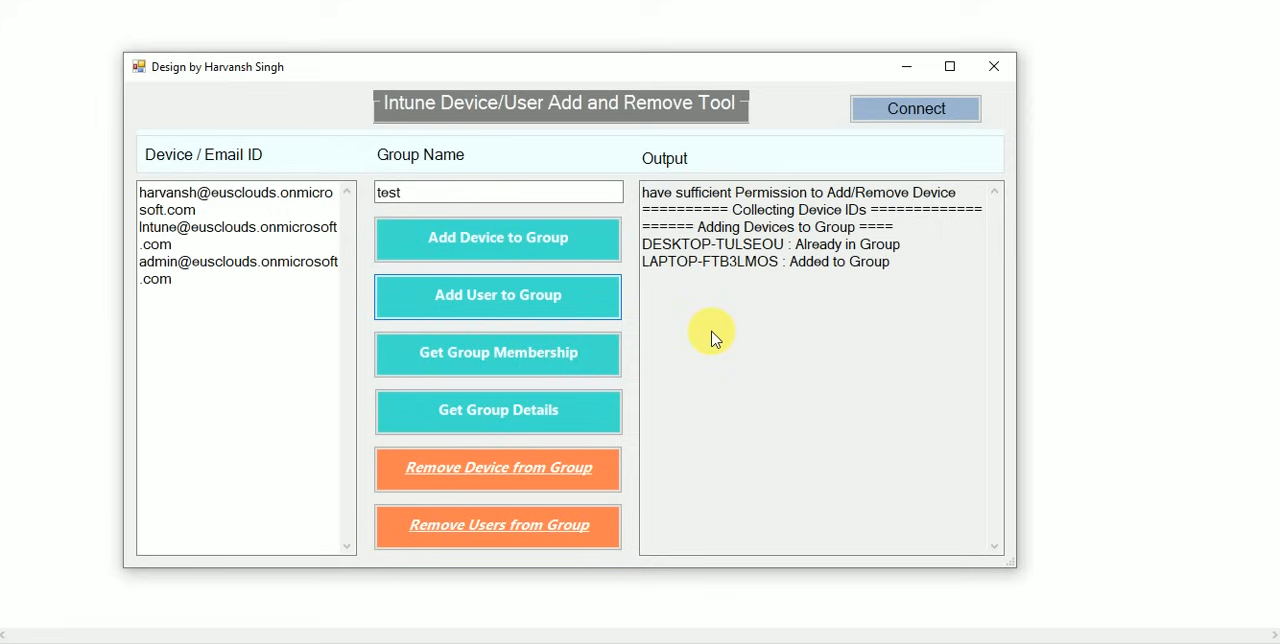 Design by Harvansh Singh
Intune Device/User Add and Remove Tool
Connect
Device / Email ID
Group Name
Output
harvansh@eusclouds.onmicro
soft.com
Intune@eusclouds.onmicrosoft
.com
admin@eusclouds.onmicrosoft
.com
test
Add Device to Group
Add User to Group
Get Group Membership
Get Group Details
Remove Device from Group
Remove Users from Group
have sufficient Permission to Add/Remove Device
========== Collecting Device IDs =============
====== Adding Devices to Group ====
DESKTOP-TULSEOU : Already in Group
LAPTOP-FTB3LMOS : Added to Group